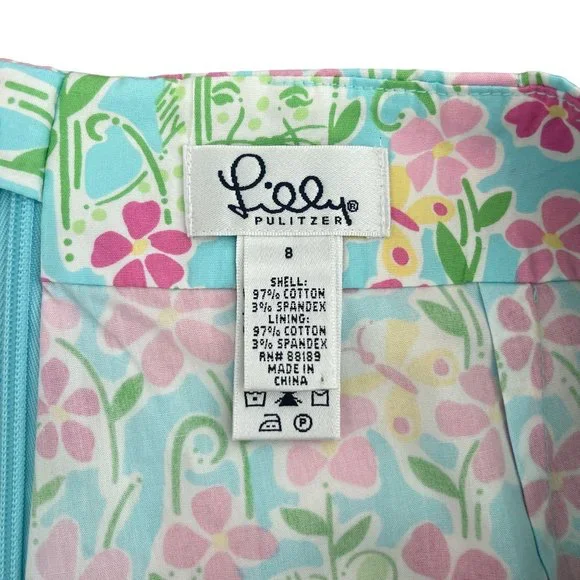 Lilly®
PULITZER
8
SHELL:
97% COTTON
3% SPANDEX
LINING:
97% COTTON
3% SPANDEX
RN# 88189
MADE IN
CHINA
P